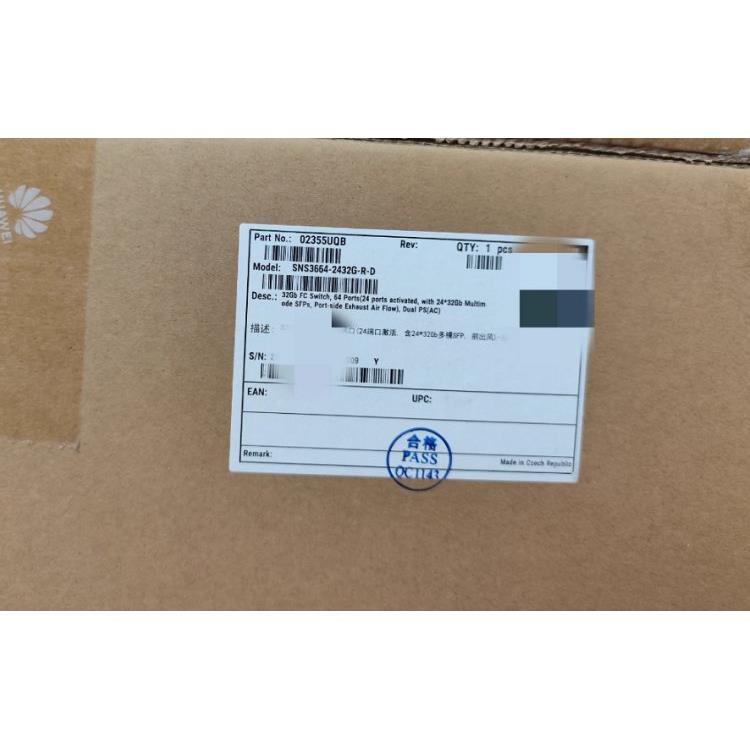 HUAWEI
Part No.: 02355UQB Rev: QTY: 1 pcs
Model: SNS3664-2432G-R-D
Desc.: 32Gb FC Switch, 64 Ports(24 ports activated, with 24*32Gb Multim
ode SFPs, Port-side Exhaust Air Flow), Dual PS(AC)
描述: 口(24端口激活, 含24*32Gb多模SFP, 前出风)
S/N: 2 009 Y
EAN: UPC:
合格
PASS
QC1143
Remark: Made in Czech Republic